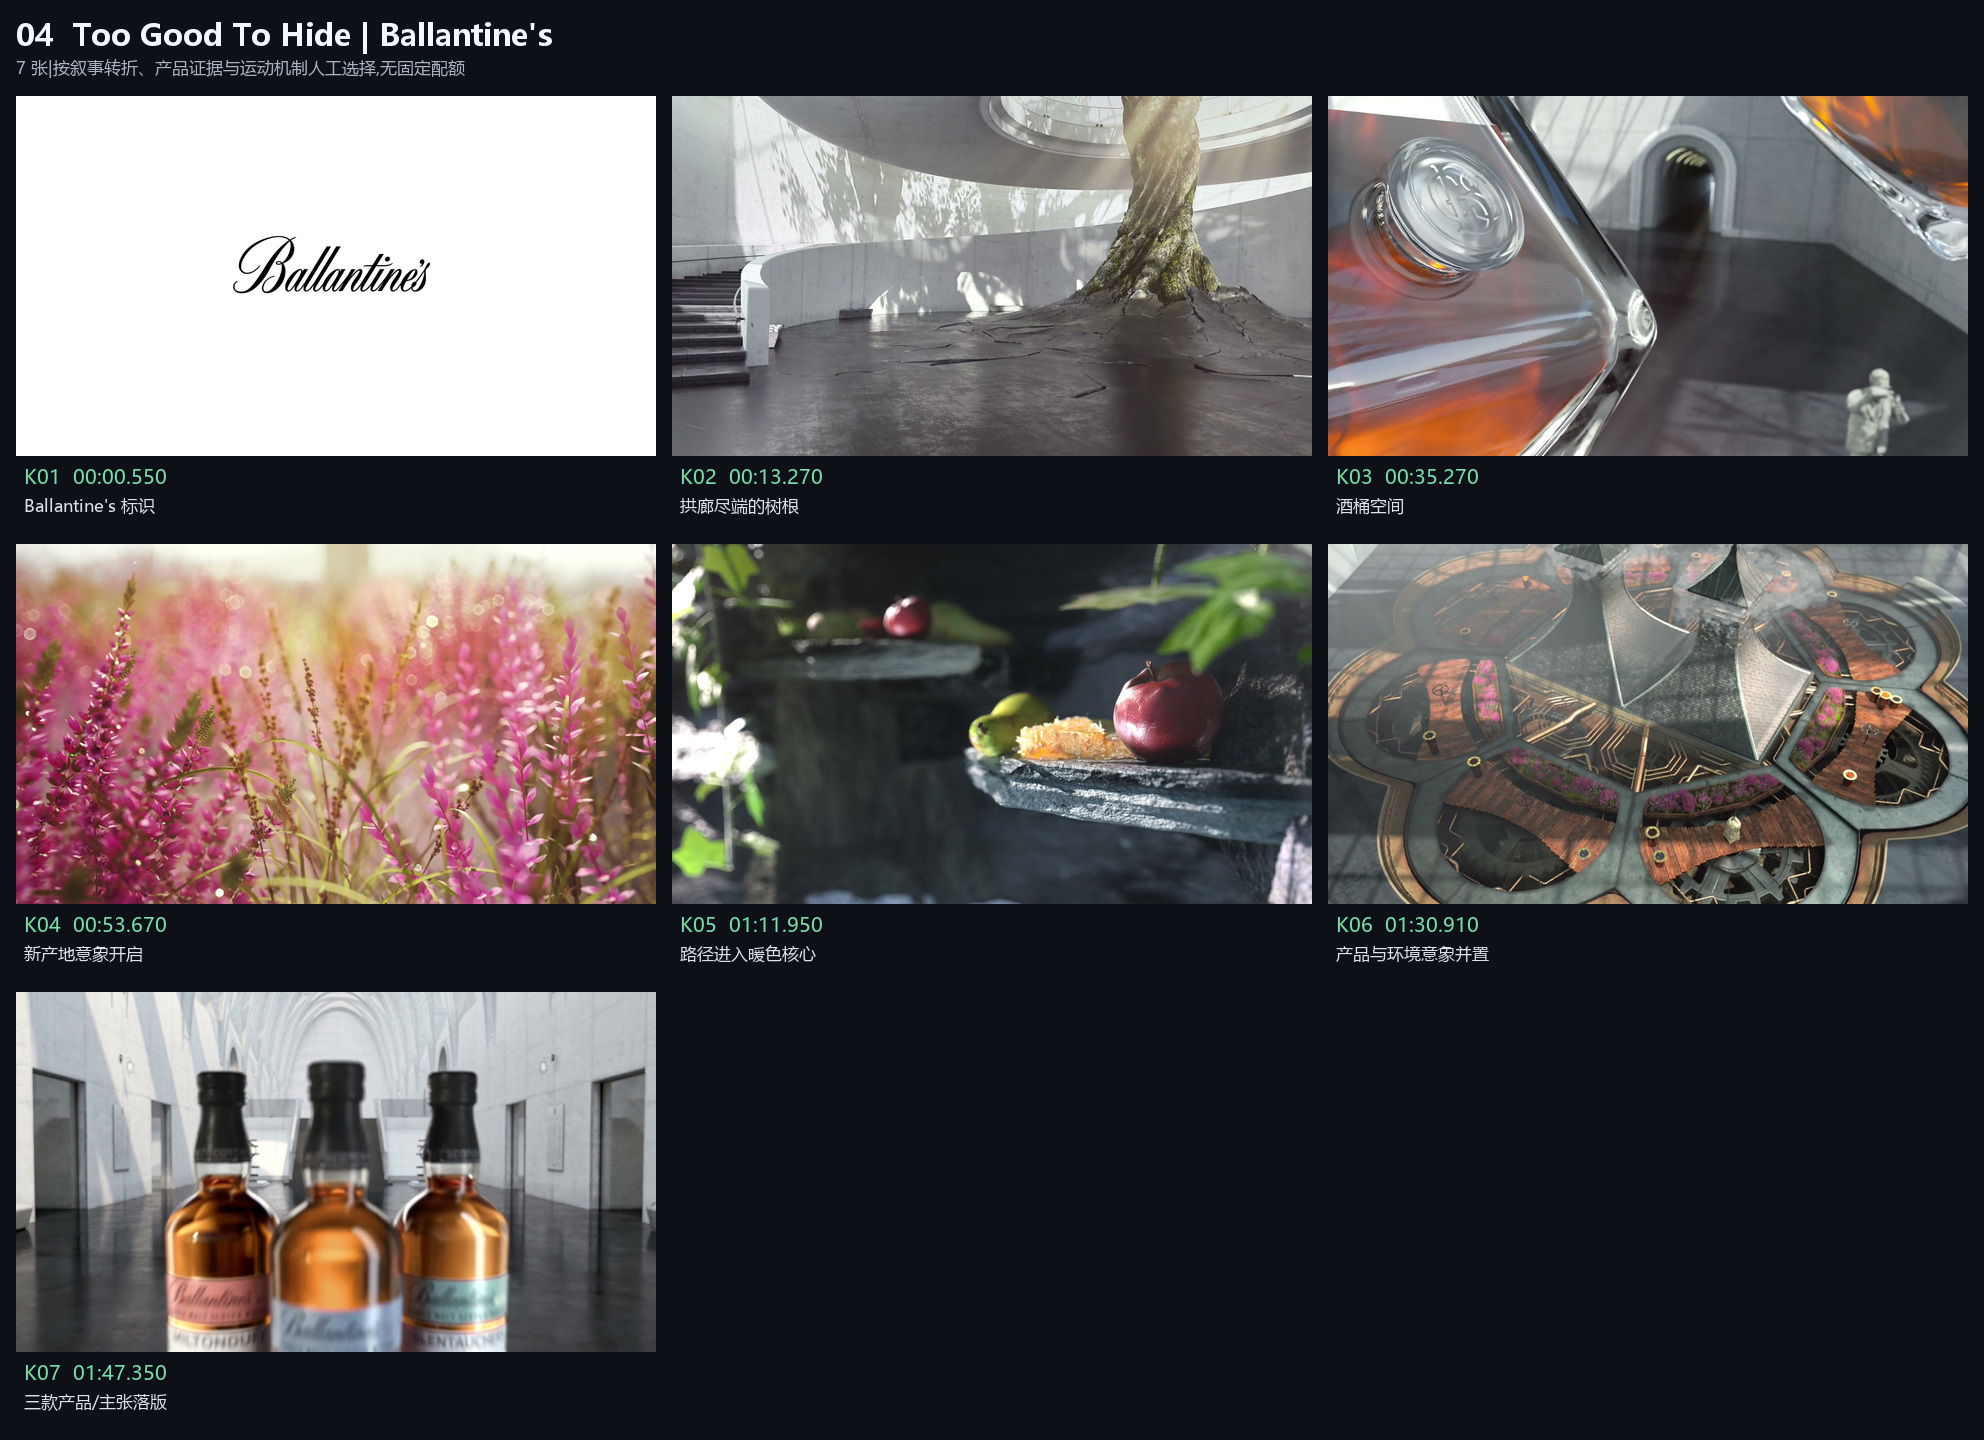 04 Too Good To Hide | Ballantine's
7 张|按叙事转折、产品证据与运动机制人工选择,无固定配额
Ballantine's
K01 00:00.550
Ballantine's 标识
K02 00:13.270
拱廊尽端的树根
K03 00:35.270
酒桶空间
K04 00:53.670
新产地意象开启
K05 01:11.950
路径进入暖色核心
K06 01:30.910
产品与环境意象并置
Ballantine's
Ballantine's
Ballantine's
K07 01:47.350
三款产品/主张落版